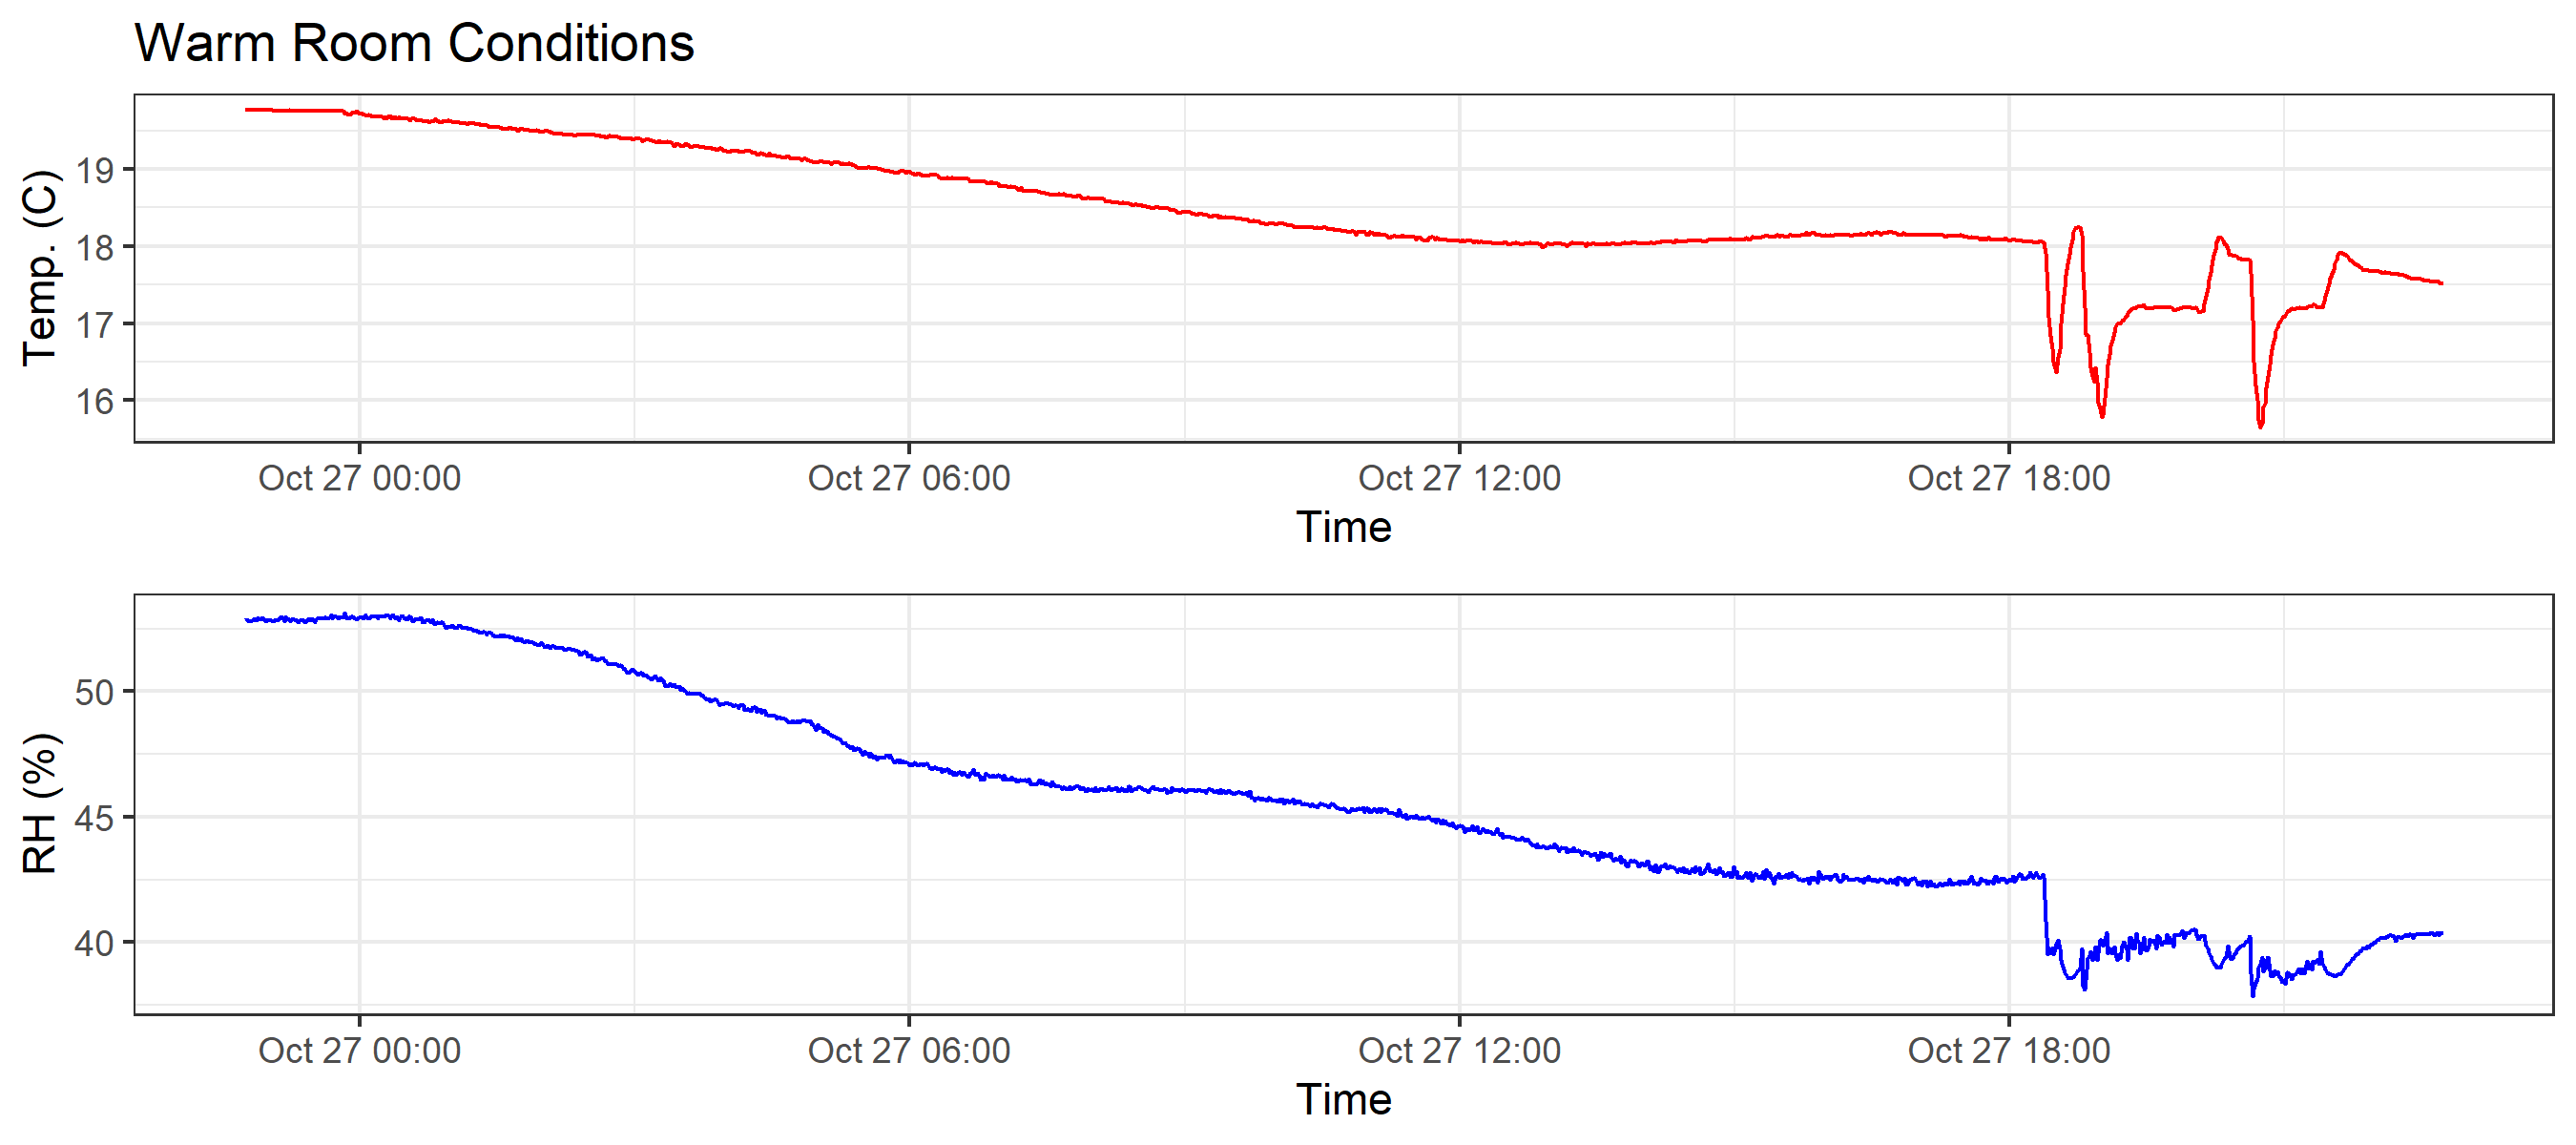 Warm Room Conditions
Temp. (C)
19
18
17
16
Oct 27 00:00 Oct 27 06:00 Oct 27 12:00 Oct 27 18:00
Time
RH (%)
50
45
40
Oct 27 00:00 Oct 27 06:00 Oct 27 12:00 Oct 27 18:00
Time